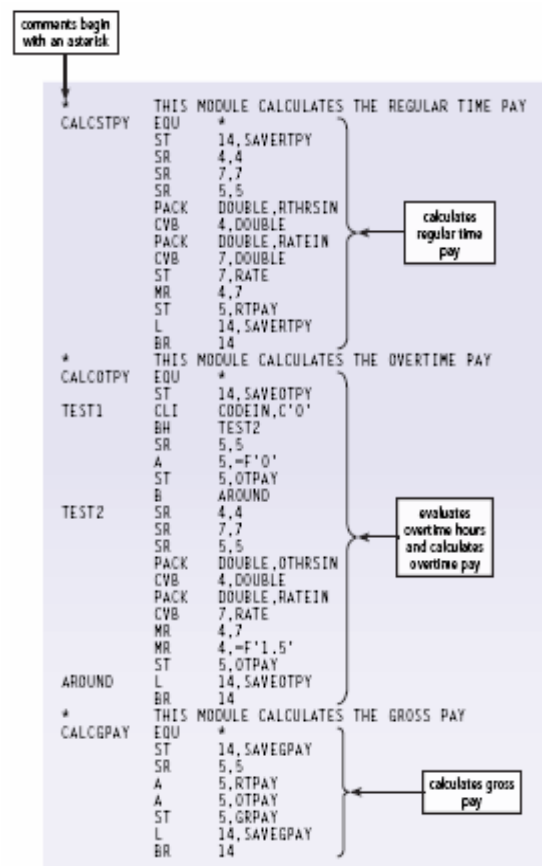 comments begin
with an asterisk
* THIS MODULE CALCULATES THE REGULAR TIME PAY
CALCSTPY EQU *
ST 14,SAVERTPY
SR 4,4
SR 7,7
SR 5,5
PACK DOUBLE,RTHRSIN
CVB 4,DOUBLE
PACK DOUBLE,RATEIN
CVB 7,DOUBLE
ST 7,RATE
MR 4,7
ST 5,RTPAY
L 14,SAVERTPY
BR 14
calculates
regular time
pay
* THIS MODULE CALCULATES THE OVERTIME PAY
CALCOTPY EQU *
ST 14,SAVEOTPY
TEST1 CLI CODEIN,C'O'
BH TEST2
SR 5,5
A 5,=F'0'
ST 5,OTPAY
B AROUND
TEST2 SR 4,4
SR 7,7
SR 5,5
PACK DOUBLE,OTHRSIN
CVB 4,DOUBLE
PACK DOUBLE,RATEIN
CVB 7,RATE
MR 4,7
MR 4,=F'1.5'
ST 5,OTPAY
AROUND L 14,SAVEOTPY
BR 14
evaluates
overtime hours
and calculates
overtime pay
* THIS MODULE CALCULATES THE GROSS PAY
CALCGPAY EQU *
ST 14,SAVEGPAY
SR 5,5
A 5,RTPAY
A 5,OTPAY
ST 5,GRPAY
L 14,SAVEGPAY
BR 14
calculates gross
pay